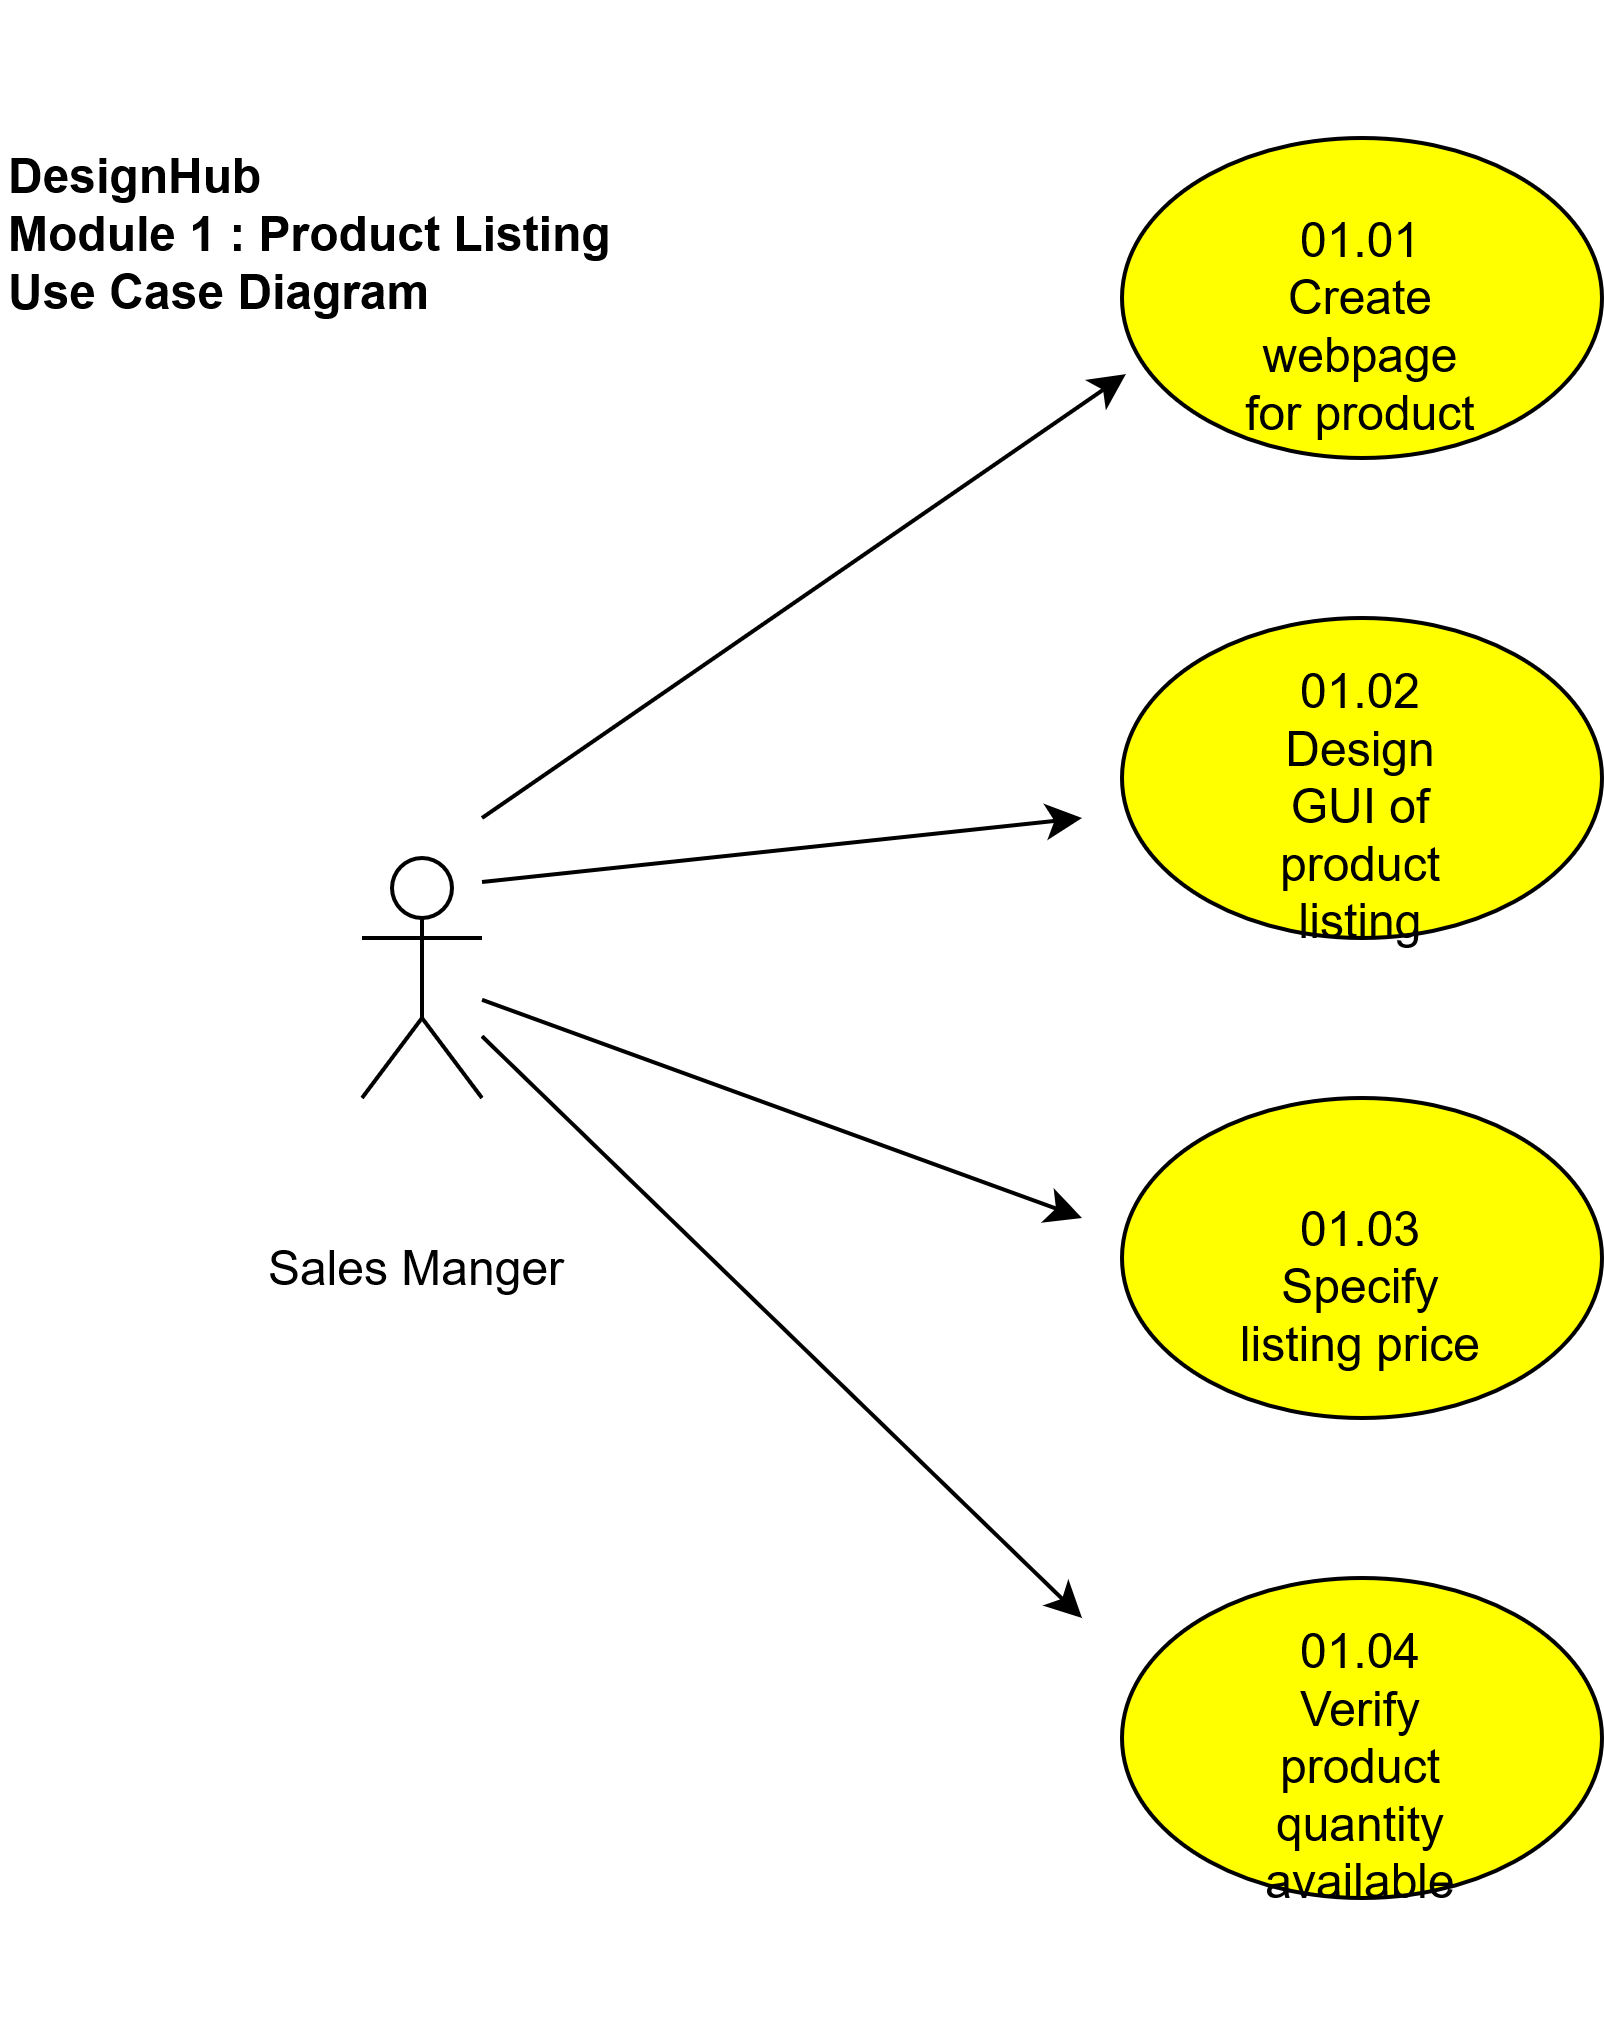 DesignHub
Module 1 : Product Listing
Use Case Diagram
01.01
Create
webpage
for product
01.02
Design
GUI of
product
listing
Sales Manger
01.03
Specify
listing price
01.04
Verify
product
quantity
available